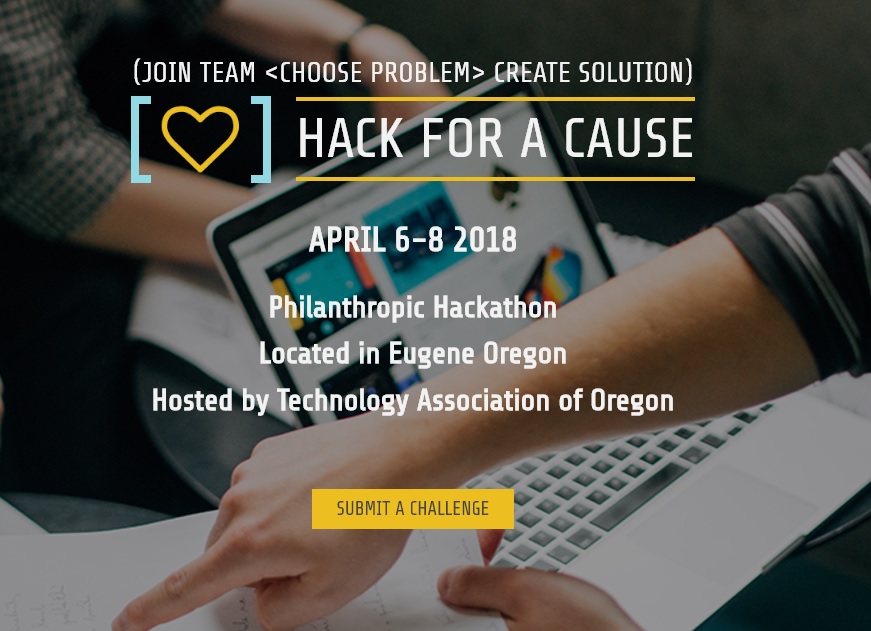 (JOIN TEAM <CHOOSE PROBLEM> CREATE SOLUTION)
HACK FOR A CAUSE
APRIL 6-8 2018
Philanthropic Hackathon
Located in Eugene Oregon
Hosted by Technology Association of Oregon
SUBMIT A CHALLENGE